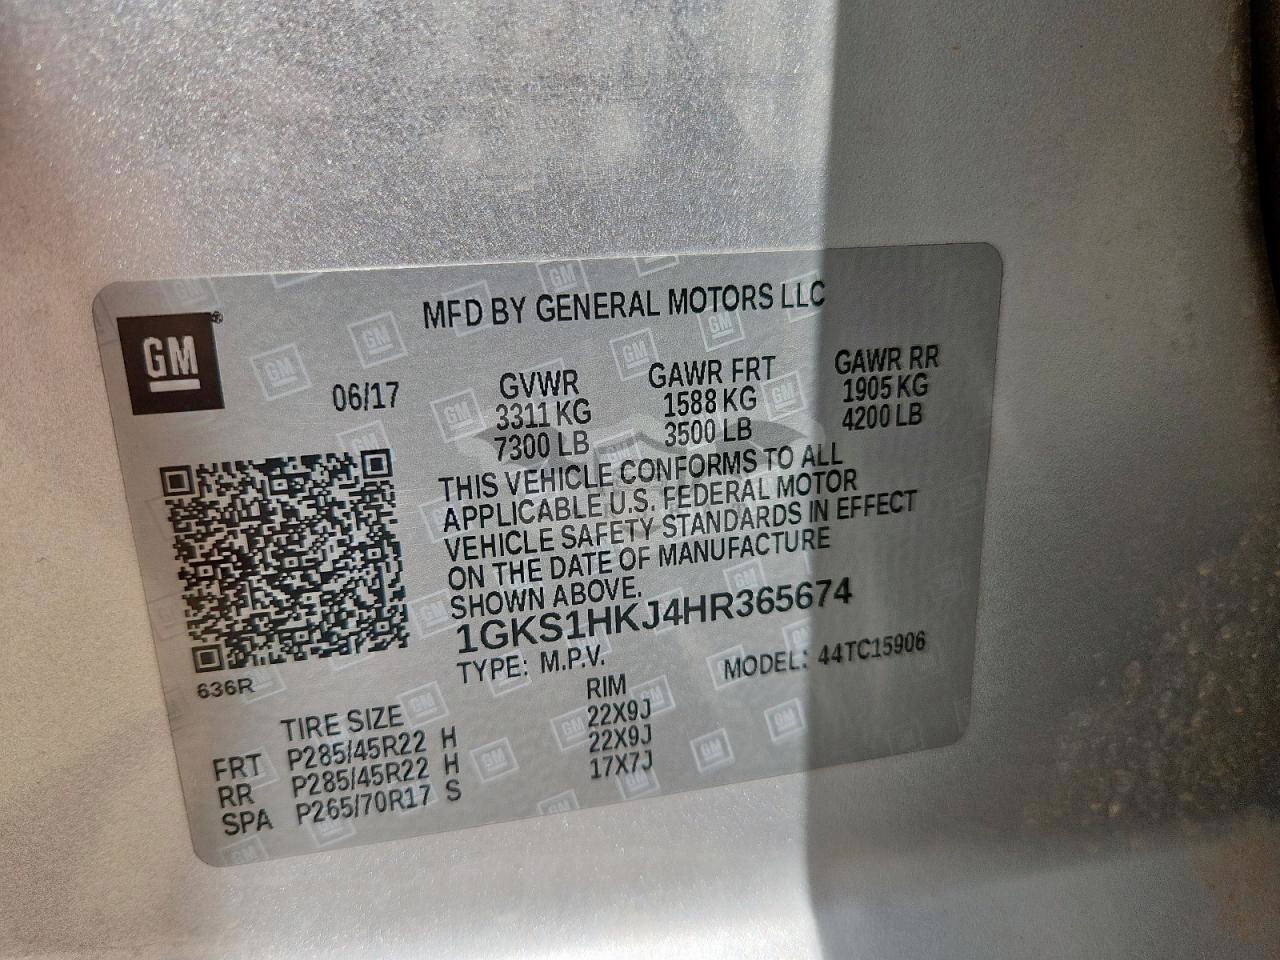 MFD BY GENERAL MOTORS LLC
GM
06/17
GVWR GAWR FRT GAWR RR
3311 KG 1588 KG 1905 KG
7300 LB 3500 LB 4200 LB
THIS VEHICLE CONFORMS TO ALL
APPLICABLE U.S. FEDERAL MOTOR
VEHICLE SAFETY STANDARDS IN EFFECT
ON THE DATE OF MANUFACTURE
SHOWN ABOVE.
1GKS1HKJ4HR365674
TYPE: M.P.V. MODEL: 44TC15906
636R
TIRE SIZE RIM
FRT P285/45R22 H 22X9J
RR P285/45R22 H 22X9J
SPA P265/70R17 S 17X7J